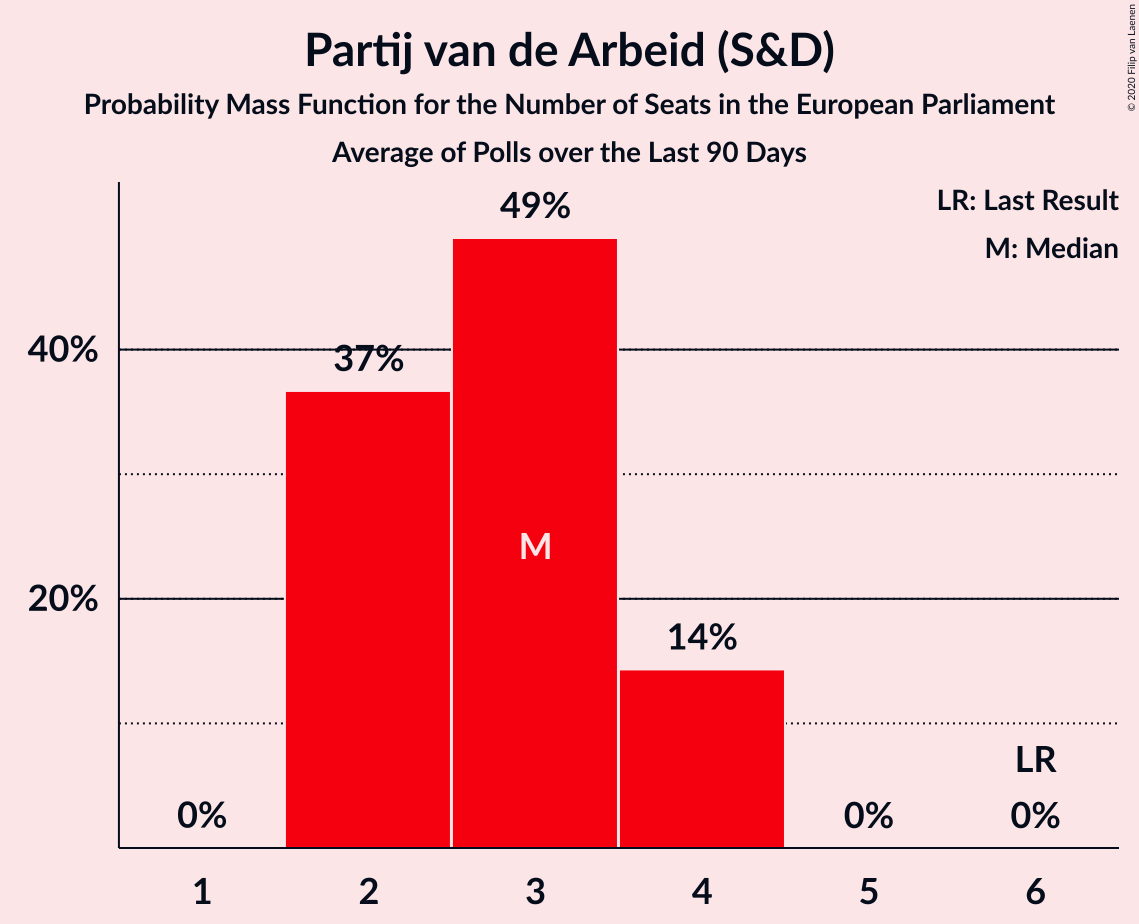 Partij van de Arbeid (S&D)
Probability Mass Function for the Number of Seats in the European Parliament
Average of Polls over the Last 90 Days
© 2020 Filip van Laenen
LR: Last Result
M: Median
49%
40%
37%
M
20%
14%
LR
0%
0%
0%
1
2
3
4
5
6